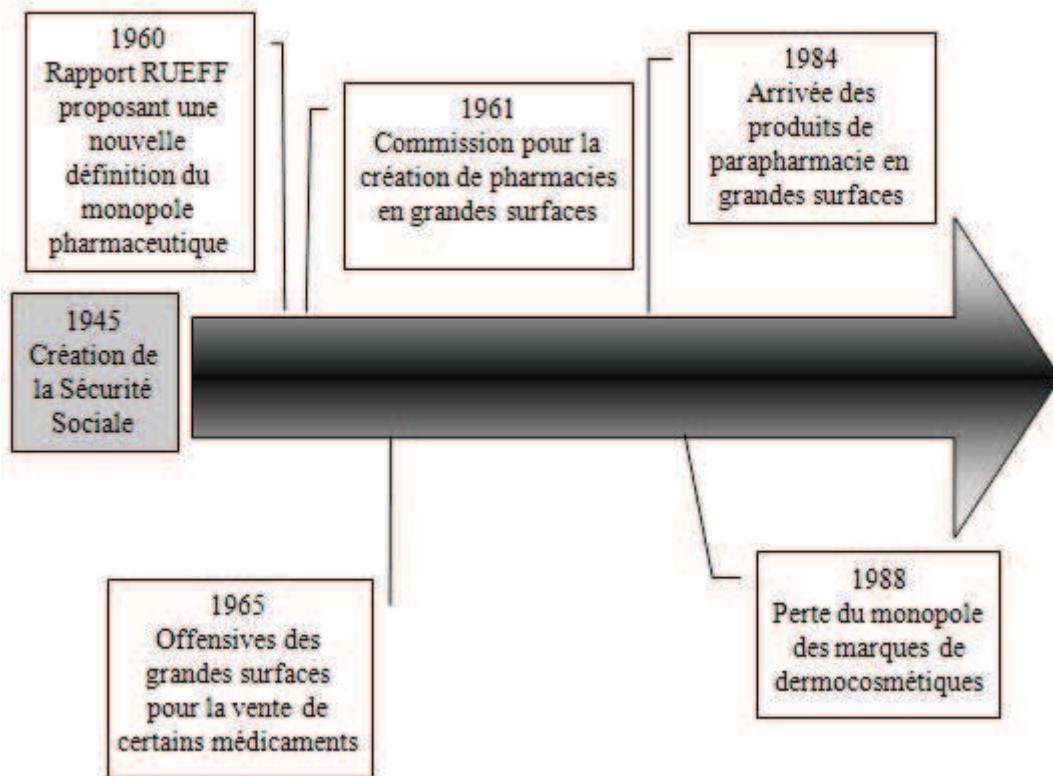 1960
Rapport RUEFF
proposant une
nouvelle
définition du
monopole
pharmaceutique
1961
Commission pour la
création de pharmacies
en grandes surfaces
1984
Arrivée des
produits de
parapharmacie en
grandes surfaces
1945
Création de
la Sécurité
Sociale
1965
Offensives des
grandes surfaces
pour la vente de
certains médicaments
1988
Perte du monopole
des marques de
dermocosmétiques